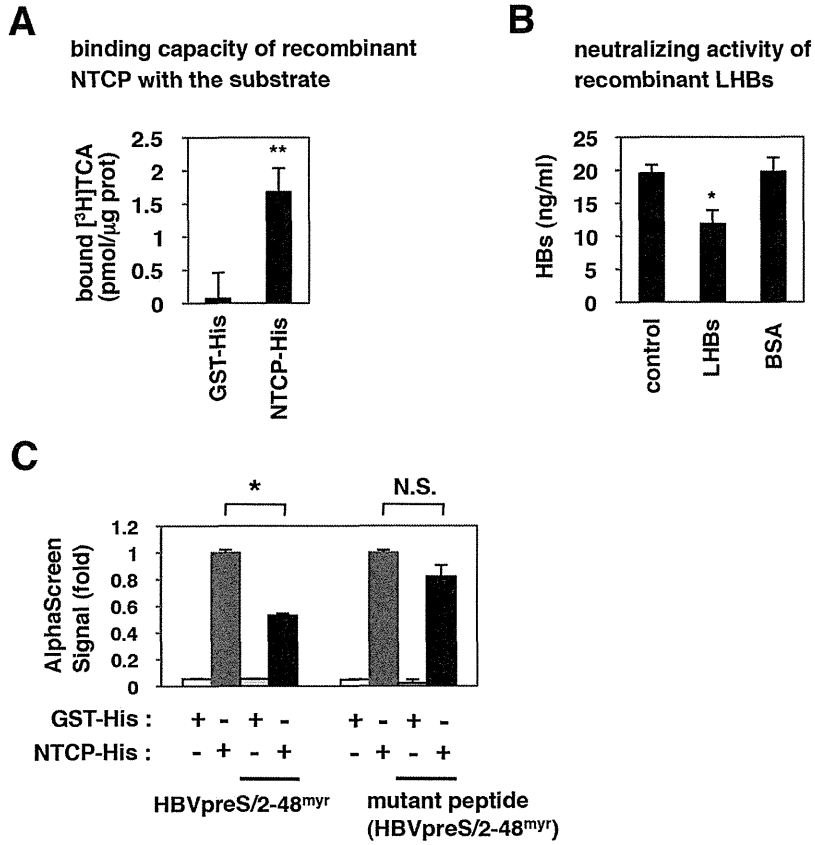 A
binding capacity of recombinant
NTCP with the substrate
bound [³H]TCA
(pmol/µg prot)
2.5
2
1.5
1
0.5
0
**
GST-His
NTCP-His
B
neutralizing activity of
recombinant LHBs
HBs (ng/ml)
25
20
15
10
5
0
*
control
LHBs
BSA
C
* N.S.
AlphaScreen
Signal (fold)
1.2
1
0.8
0.6
0.4
0.2
0
GST-His : + - + - + - + -
NTCP-His : - + - + - + - +
HBVpreS/2-48myr
mutant peptide
(HBVpreS/2-48myr)